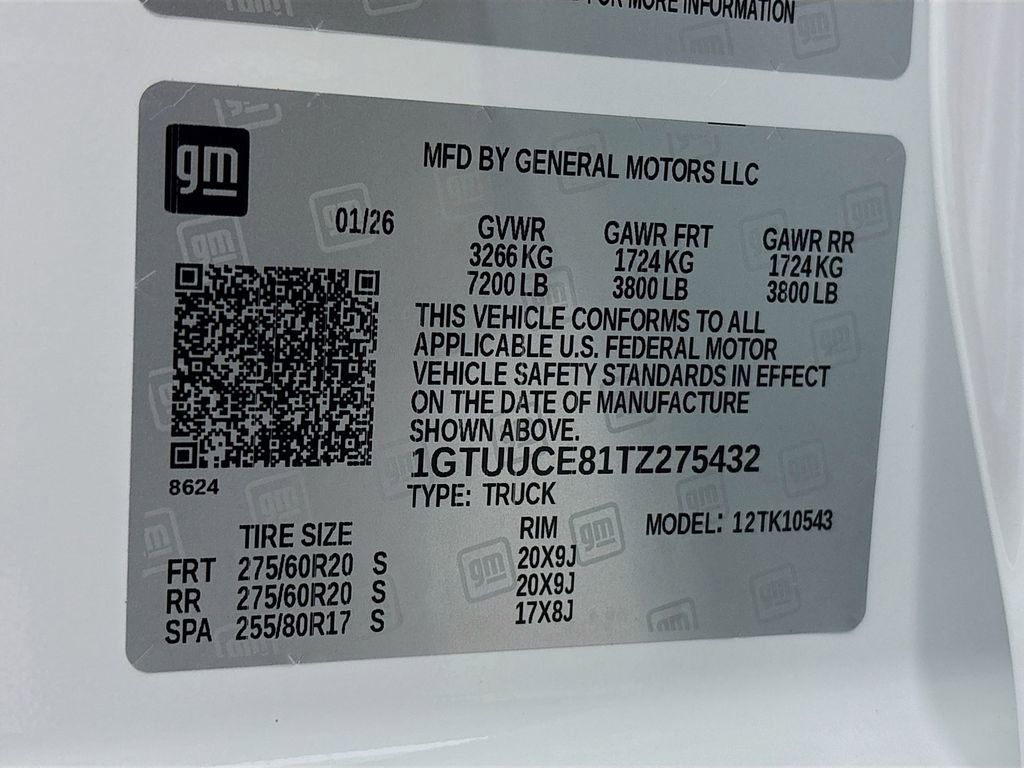 FOR MORE INFORMATION
gm
MFD BY GENERAL MOTORS LLC
01/26
GVWR GAWR FRT GAWR RR
3266 KG 1724 KG 1724 KG
7200 LB 3800 LB 3800 LB
THIS VEHICLE CONFORMS TO ALL
APPLICABLE U.S. FEDERAL MOTOR
VEHICLE SAFETY STANDARDS IN EFFECT
ON THE DATE OF MANUFACTURE
SHOWN ABOVE.
1GTUUCE81TZ275432
8624
TYPE: TRUCK
TIRE SIZE RIM MODEL: 12TK10543
FRT 275/60R20 S 20X9J
RR 275/60R20 S 20X9J
SPA 255/80R17 S 17X8J